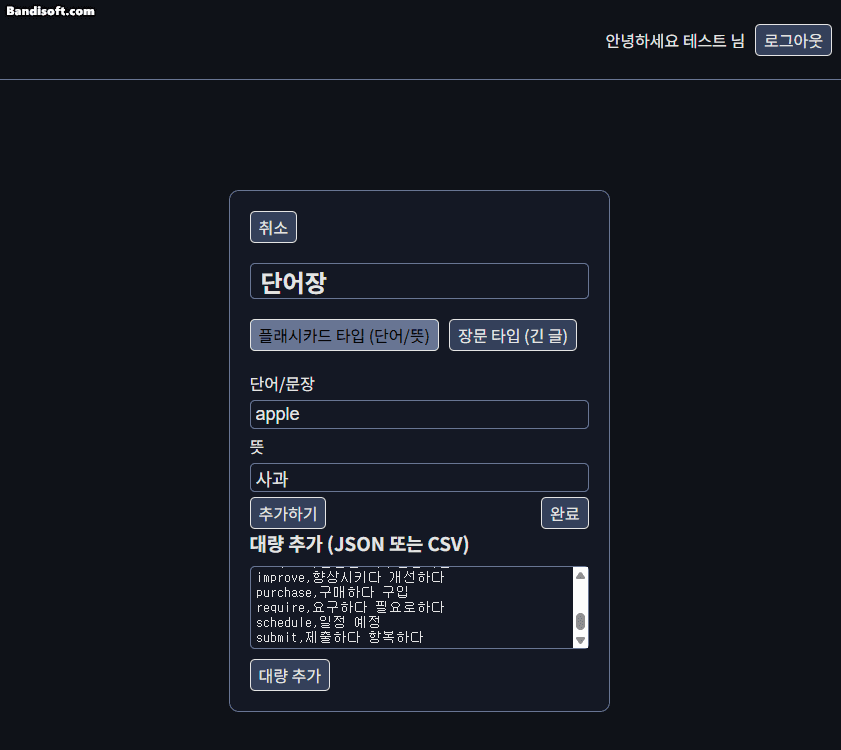 Bandisoft.com
안녕하세요 테스트 님 로그아웃
취소
단어장
플래시카드 타입 (단어/뜻) 장문 타입 (긴 글)
단어/문장
apple
뜻
사과
추가하기 완료
대량 추가 (JSON 또는 CSV)
improve,향상시키다 개선하다
purchase,구매하다 구입
require,요구하다 필요로하다
schedule,일정 예정
submit,제출하다 항복하다
대량 추가